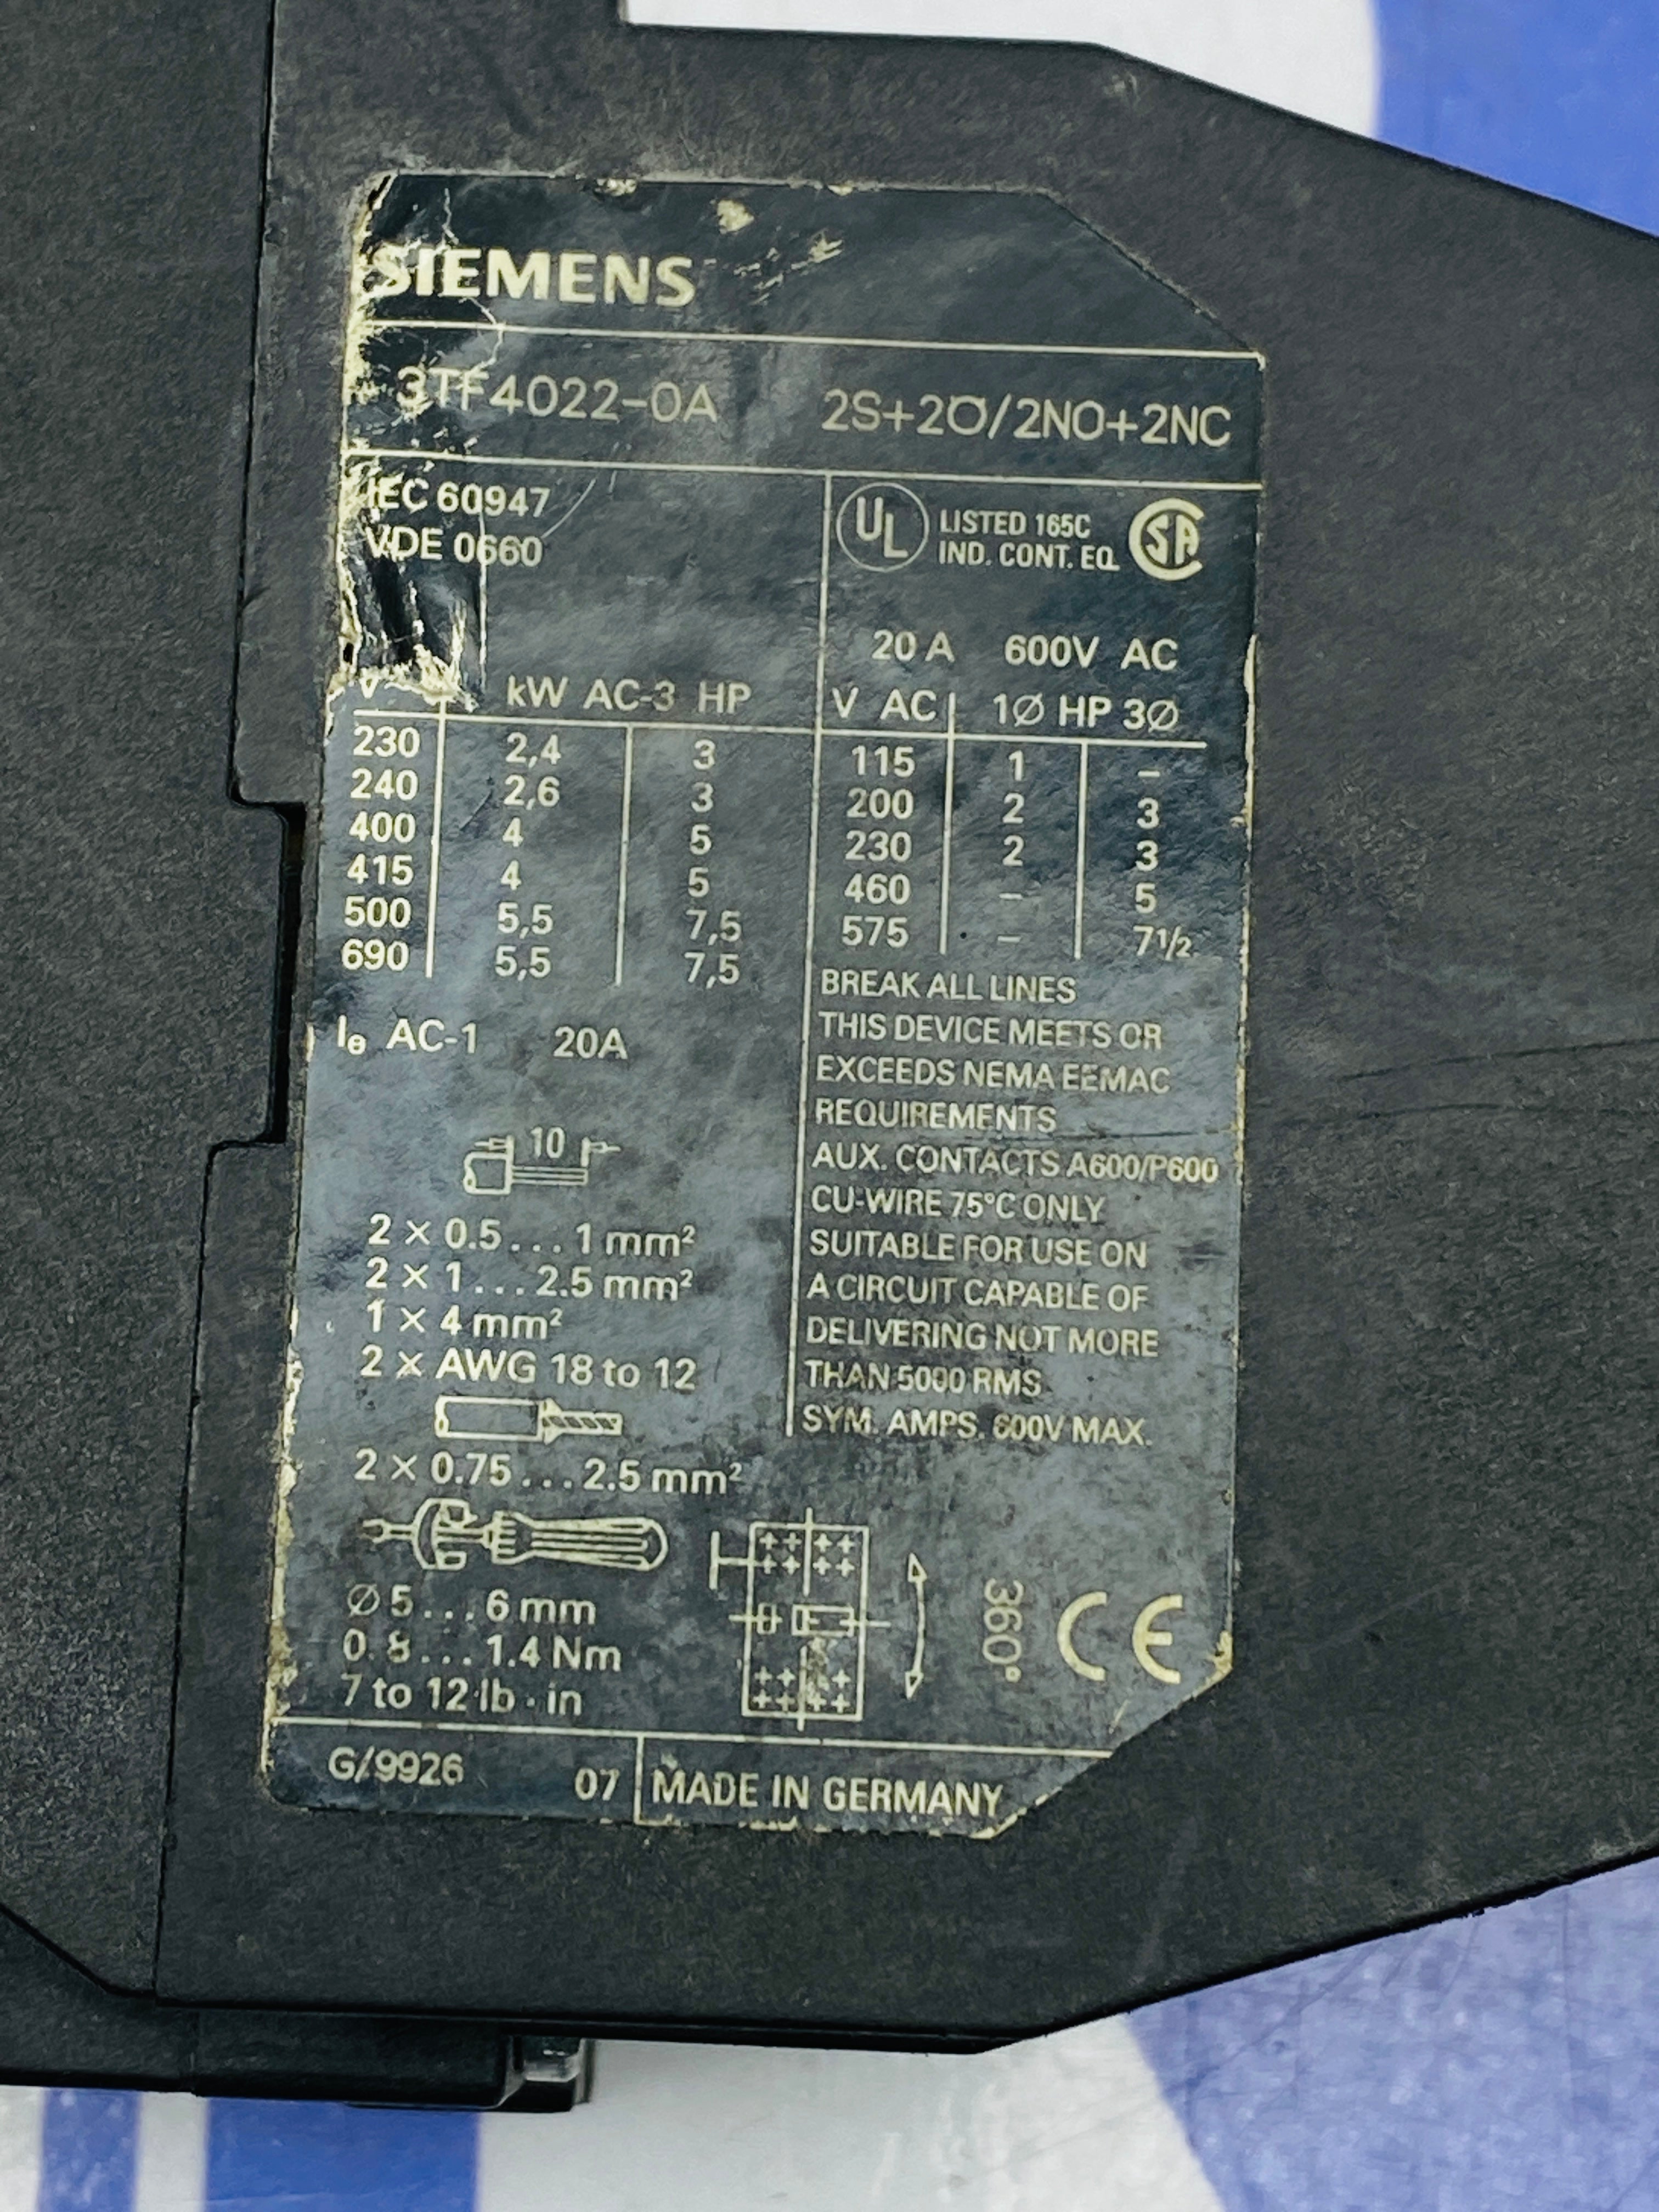 SIEMENS
3TF4022-0A 2S+2Ö/2NO+2NC
IEC 60947
VDE 0660
V kW AC-3 HP
230 2,4 3
240 2,6 3
400 4 5
415 4 5
500 5,5 7,5
690 5,5 7,5
Ie AC-1 20A
10
2 × 0.5...1 mm²
2 × 1...2.5 mm²
1 × 4 mm²
2 × AWG 18 to 12
2 × 0.75...2.5 mm²
Ø 5...6 mm
0.8...1.4 Nm
7 to 12 lb·in
UL LISTED 165C
IND. CONT. EQ.
SA
20 A 600V AC
V AC 1Ø HP 3Ø
115 1 –
200 2 3
230 2 3
460 – 5
575 – 7½
BREAK ALL LINES
THIS DEVICE MEETS OR
EXCEEDS NEMA EEMAC
REQUIREMENTS
AUX. CONTACTS A600/P600
CU-WIRE 75°C ONLY
SUITABLE FOR USE ON
A CIRCUIT CAPABLE OF
DELIVERING NOT MORE
THAN 5000 RMS
SYM. AMPS. 600V MAX.
360°
CE
G/9926 07 MADE IN GERMANY